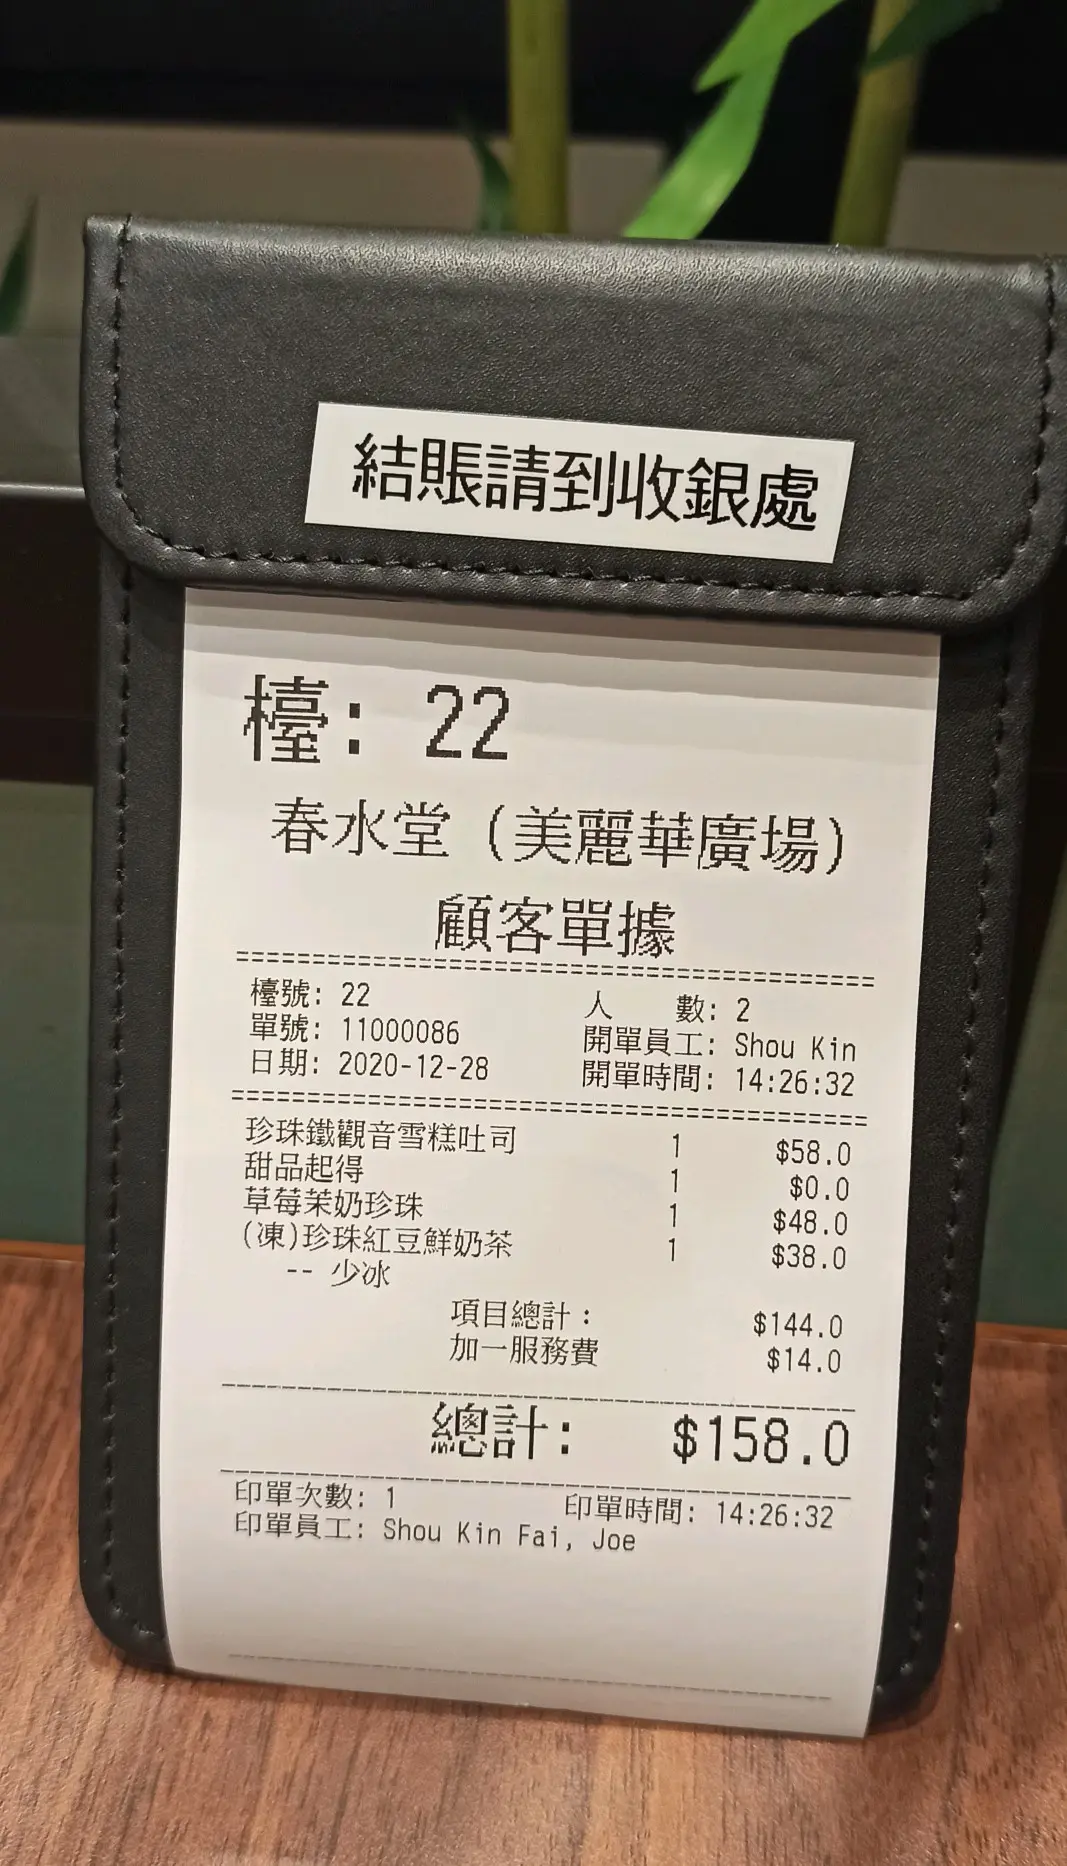 結賬請到收銀處
檯: 22
春水堂 (美麗華廣場)
顧客單據
檯號: 22 人 數: 2
單號: 11000086 開單員工: Shou Kin
日期: 2020-12-28 開單時間: 14:26:32
珍珠鐵觀音雪糕吐司 1 $58.0
甜品起得 1 $0.0
草莓茉奶珍珠 1 $48.0
(凍)珍珠紅豆鮮奶茶 1 $38.0
-- 少冰
項目總計: $144.0
加一服務費 $14.0
總計: $158.0
印單次數: 1 印單時間: 14:26:32
印單員工: Shou Kin Fai, Joe